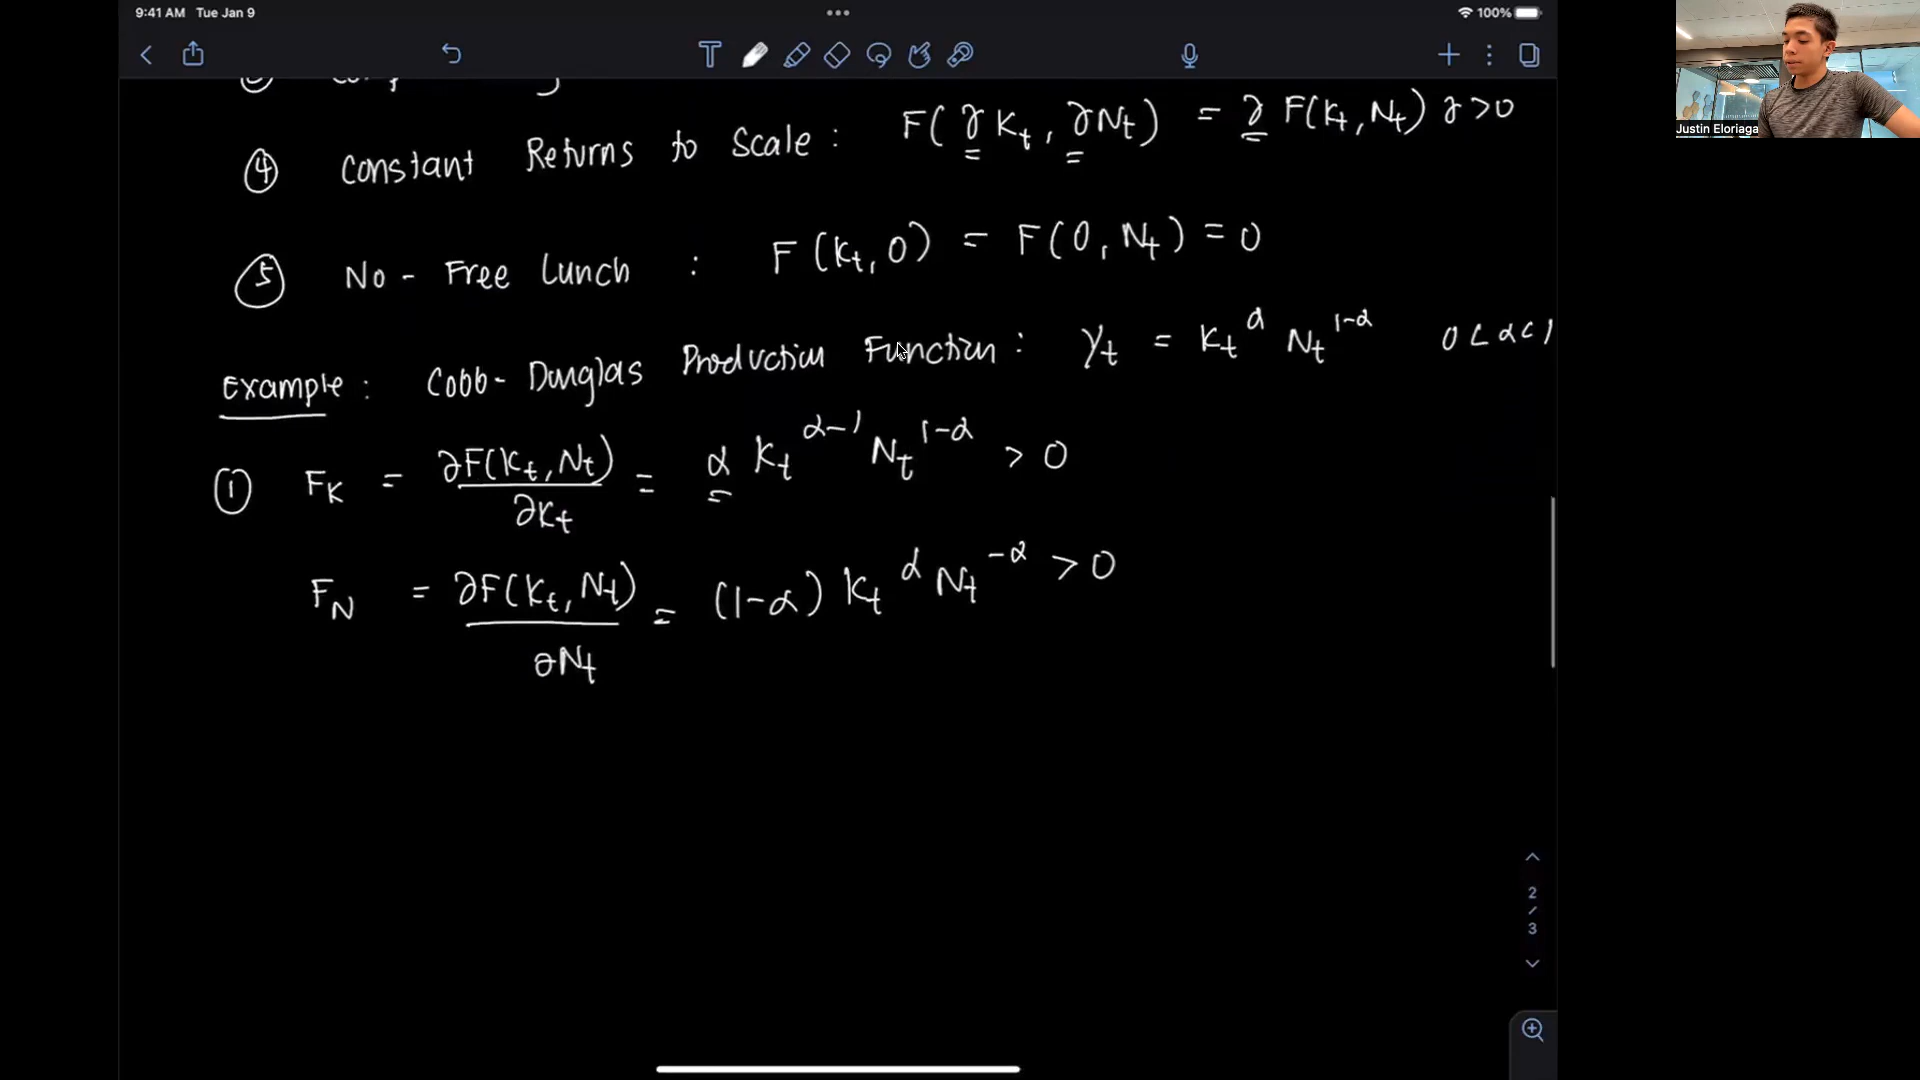 9:41 AM Tue Jan 9
100%
Justin Eloriaga
④ Constant Returns to Scale : F(γKt, γNt) = γ F(Kt, Nt) γ>0
⑤ No-Free Lunch : F(Kt, 0) = F(0, Nt) = 0
Example : Cobb-Douglas Production Function : Yt = Kt^α Nt^1-α 0<α<1
① FK = ∂F(Kt, Nt)/∂Kt = α Kt^α-1 Nt^1-α > 0
FN = ∂F(Kt, Nt)/∂Nt = (1-α) Kt^α Nt^-α > 0
2
/
3